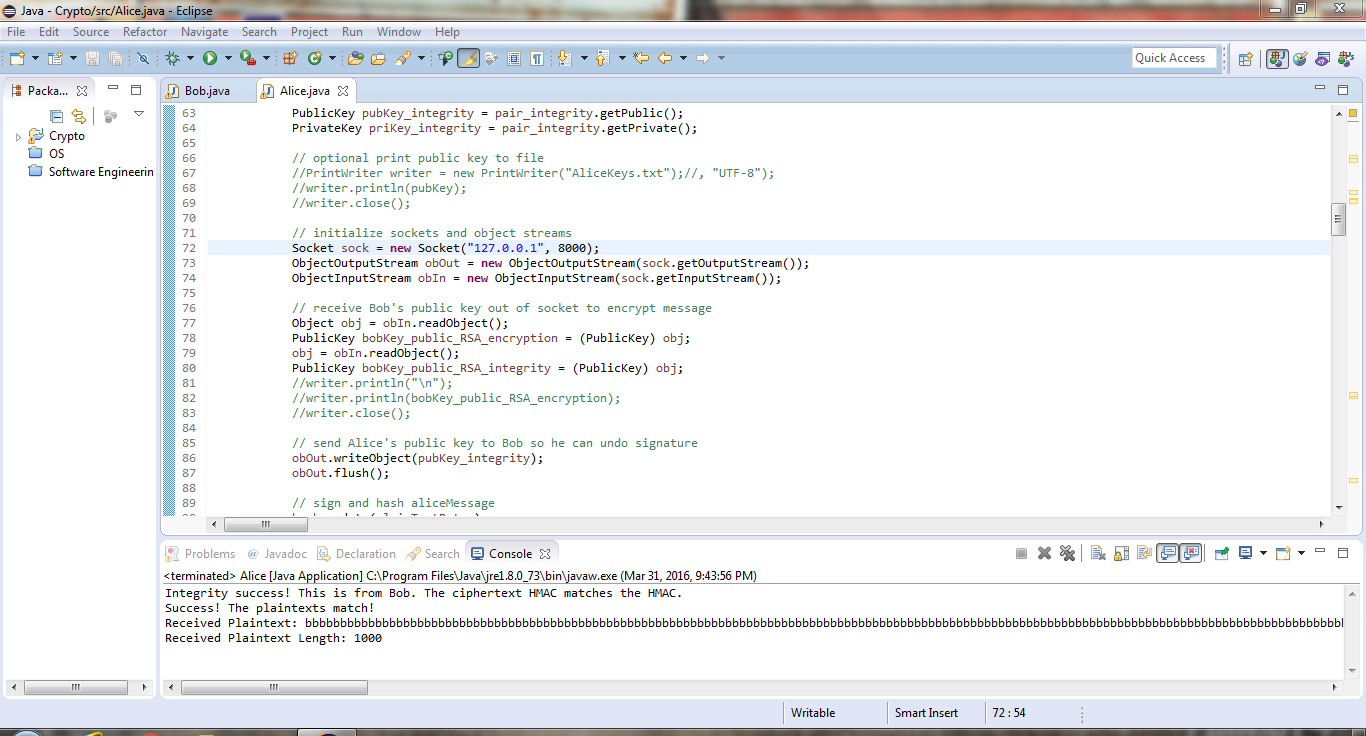 Java - Crypto/src/Alice.java - Eclipse
File Edit Source Refactor Navigate Search Project Run Window Help
Quick Access
Packa...
Crypto
OS
Software Engineerin
Bob.java Alice.java
63 PublicKey pubKey_integrity = pair_integrity.getPublic();
64 PrivateKey priKey_integrity = pair_integrity.getPrivate();
65
66 // optional print public key to file
67 //PrintWriter writer = new PrintWriter("AliceKeys.txt");//, "UTF-8");
68 //writer.println(pubKey);
69 //writer.close();
70
71 // initialize sockets and object streams
72 Socket sock = new Socket("127.0.0.1", 8000);
73 ObjectOutputStream obOut = new ObjectOutputStream(sock.getOutputStream());
74 ObjectInputStream obIn = new ObjectInputStream(sock.getInputStream());
75
76 // receive Bob's public key out of socket to encrypt message
77 Object obj = obIn.readObject();
78 PublicKey bobKey_public_RSA_encryption = (PublicKey) obj;
79 obj = obIn.readObject();
80 PublicKey bobKey_public_RSA_integrity = (PublicKey) obj;
81 //writer.println("\n");
82 //writer.println(bobKey_public_RSA_encryption);
83 //writer.close();
84
85 // send Alice's public key to Bob so he can undo signature
86 obOut.writeObject(pubKey_integrity);
87 obOut.flush();
88
89 // sign and hash aliceMessage
Problems Javadoc Declaration Search Console
<terminated> Alice [Java Application] C:\Program Files\Java\jre1.8.0_73\bin\javaw.exe (Mar 31, 2016, 9:43:56 PM)
Integrity success! This is from Bob. The ciphertext HMAC matches the HMAC.
Success! The plaintexts match!
Received Plaintext: bbbbbbbbbbbbbbbbbbbbbbbbbbbbbbbbbbbbbbbbbbbbbbbbbbbbbbbbbbbbbbbbbbbbbbbbbbbbbbbbbbbbbbbbbbbbbbbbbbbbbbbbbbbbbbbbbbbbbbbbbbbbbbbbbbbbbbbbbbbbbbbbbbbb
Received Plaintext Length: 1000
Writable Smart Insert 72 : 54